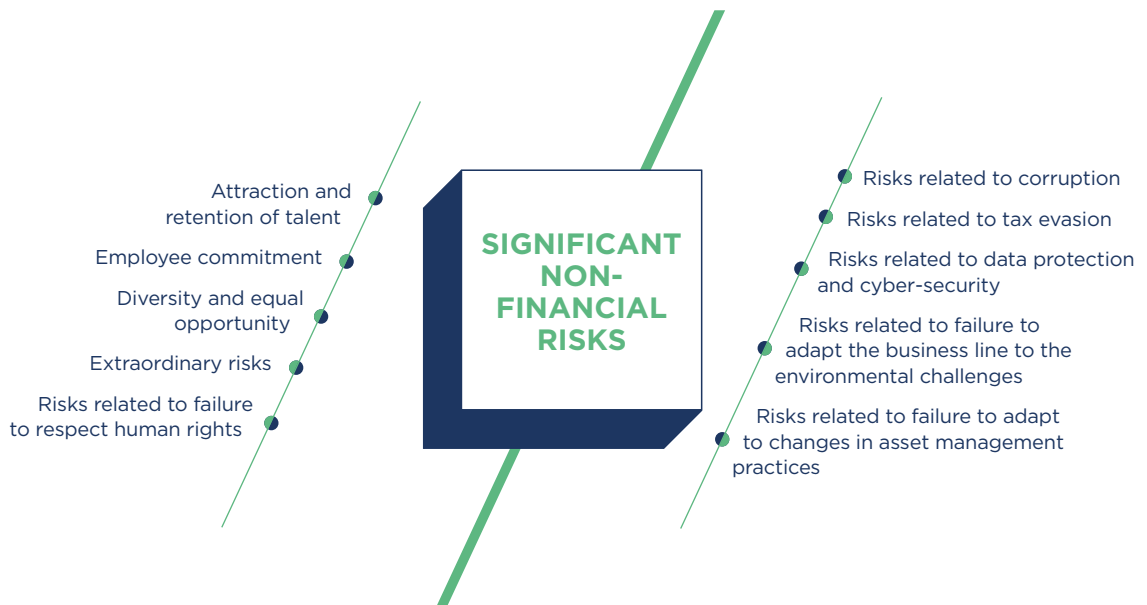 Attraction and
retention of talent
Employee commitment
Diversity and equal
opportunity
Extraordinary risks
Risks related to failure
to respect human rights
SIGNIFICANT
NON-
FINANCIAL
RISKS
Risks related to corruption
Risks related to tax evasion
Risks related to data protection
and cyber-security
Risks related to failure to
adapt the business line to the
environmental challenges
Risks related to failure to adapt
to changes in asset management
practices